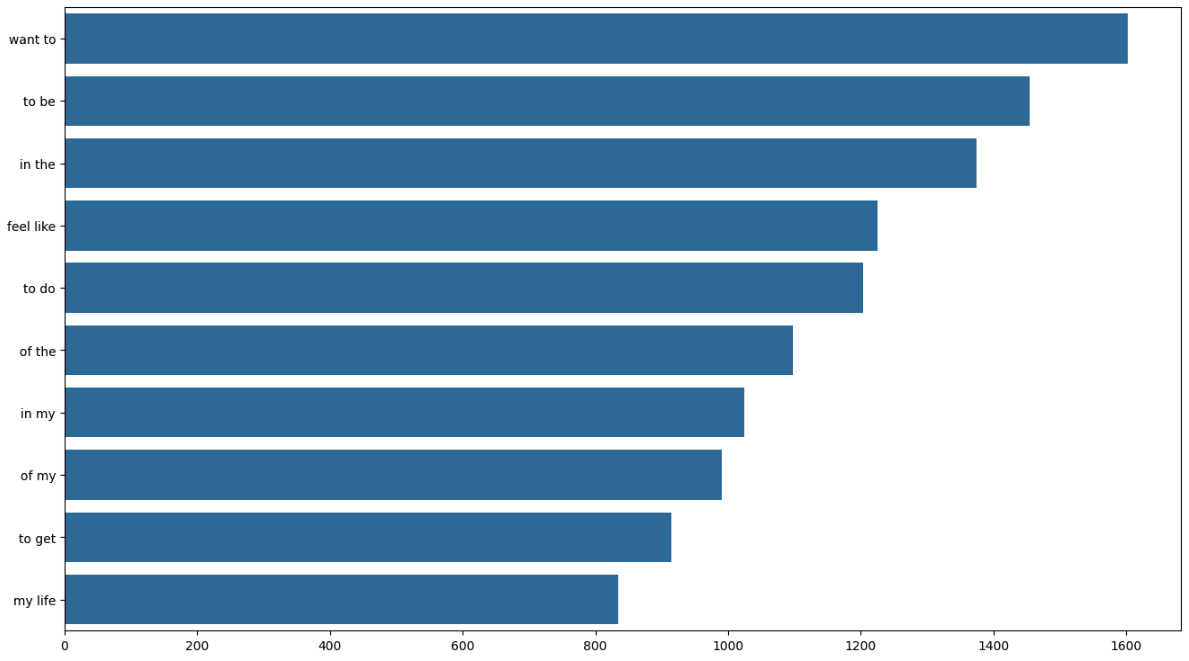 want to
to be
in the
feel like
to do
of the
in my
of my
to get
my life
0 200 400 600 800 1000 1200 1400 1600